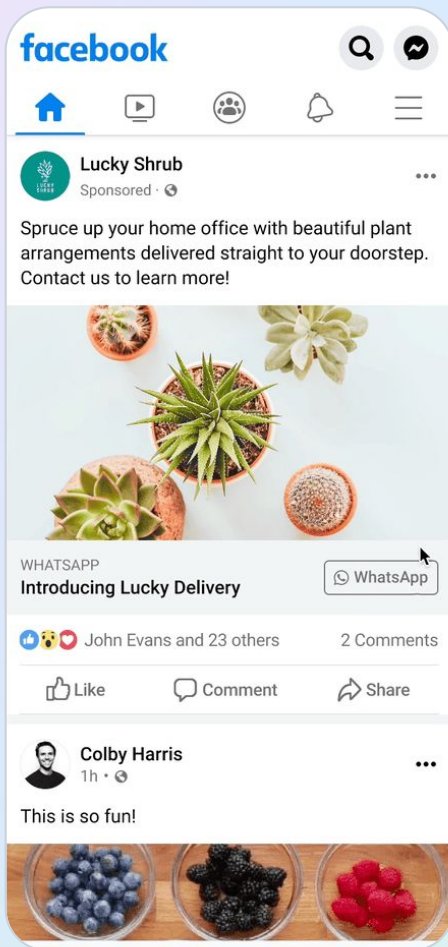 facebook
Lucky Shrub
Sponsored ·
LUCKY
SHRUB
Spruce up your home office with beautiful plant
arrangements delivered straight to your doorstep.
Contact us to learn more!
WHATSAPP
Introducing Lucky Delivery
WhatsApp
John Evans and 23 others
2 Comments
Like
Comment
Share
Colby Harris
1h ·
This is so fun!